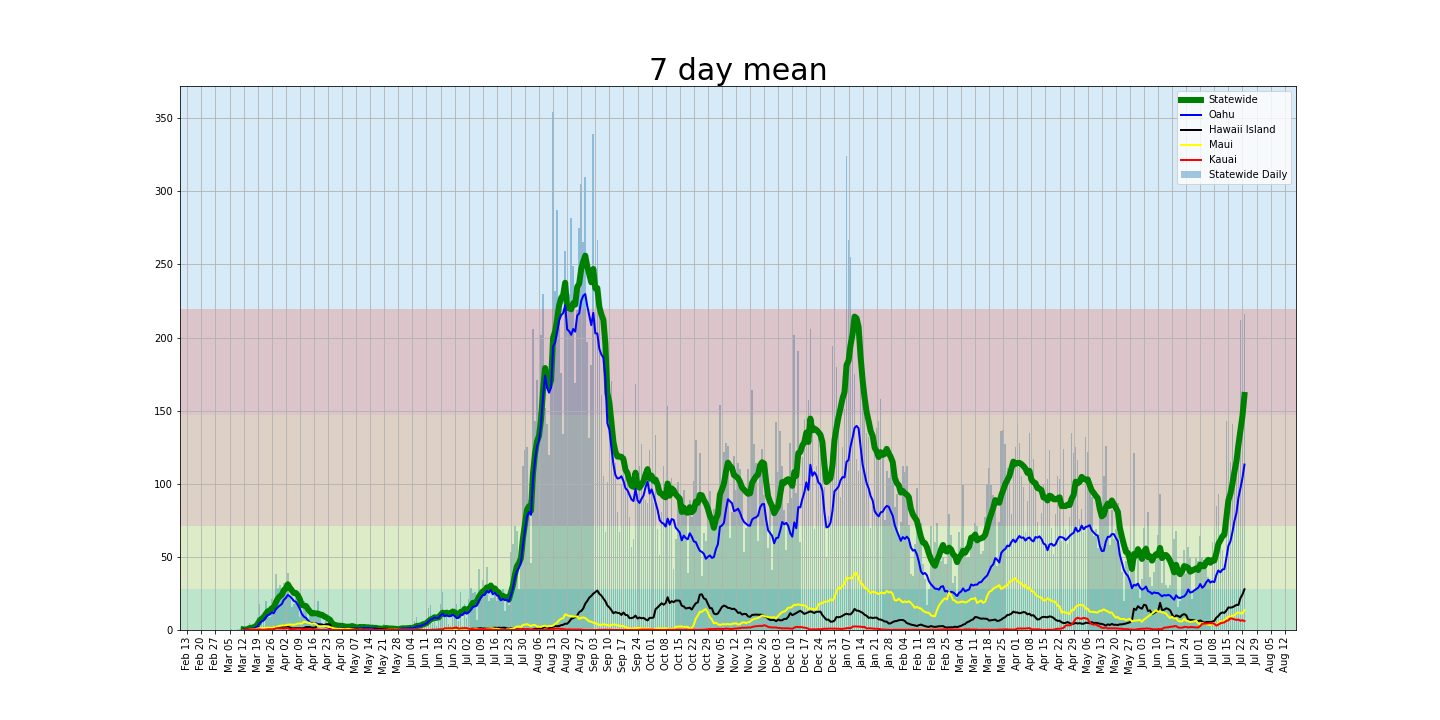 7 day mean
Statewide
Oahu
Hawaii Island
Maui
Kauai
Statewide Daily
350
300
250
200
150
100
50
0
Feb 13
Feb 20
Feb 27
Mar 05
Mar 12
Mar 19
Mar 26
Apr 02
Apr 09
Apr 16
Apr 23
Apr 30
May 07
May 14
May 21
May 28
Jun 04
Jun 11
Jun 18
Jun 25
Jul 02
Jul 09
Jul 16
Jul 23
Jul 30
Aug 06
Aug 13
Aug 20
Aug 27
Sep 03
Sep 10
Sep 17
Sep 24
Oct 01
Oct 08
Oct 15
Oct 22
Oct 29
Nov 05
Nov 12
Nov 19
Nov 26
Dec 03
Dec 10
Dec 17
Dec 24
Dec 31
Jan 07
Jan 14
Jan 21
Jan 28
Feb 04
Feb 11
Feb 18
Feb 25
Mar 04
Mar 11
Mar 18
Mar 25
Apr 01
Apr 08
Apr 15
Apr 22
Apr 29
May 06
May 13
May 20
May 27
Jun 03
Jun 10
Jun 17
Jun 24
Jul 01
Jul 08
Jul 15
Jul 22
Jul 29
Aug 05
Aug 12